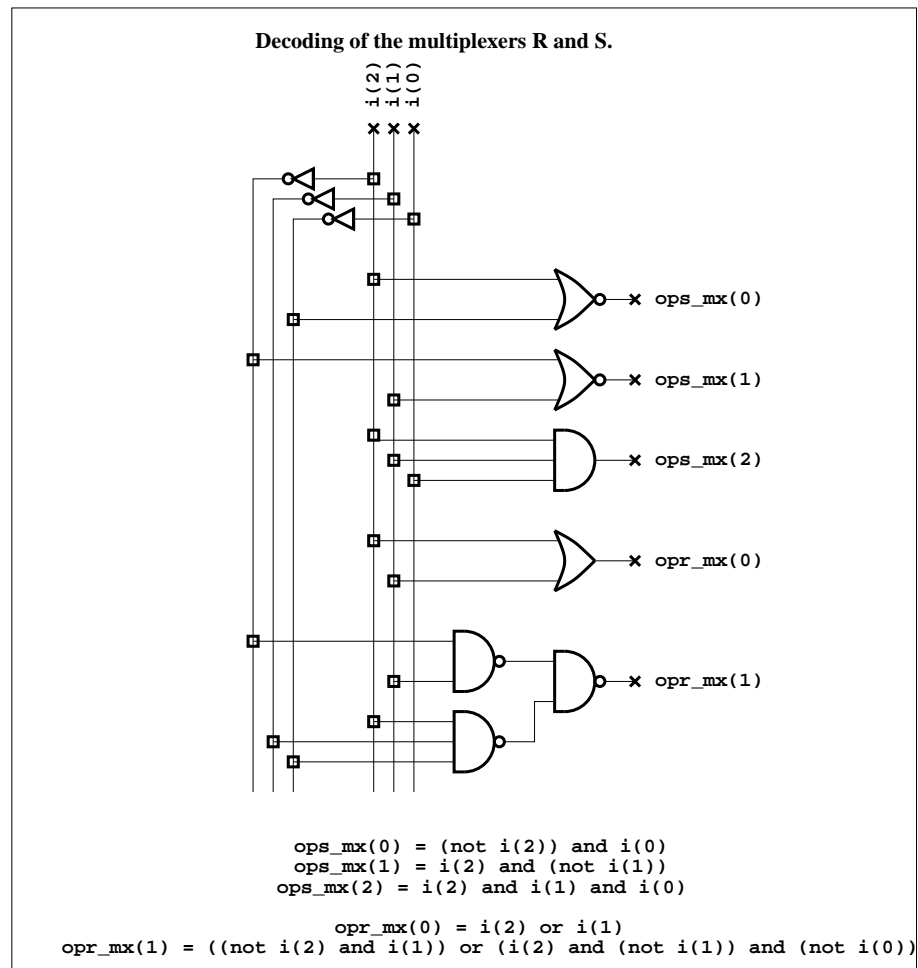 Decoding of the multiplexers R and S.
i(2)
i(1)
i(0)
ops_mx(0)
ops_mx(1)
ops_mx(2)
opr_mx(0)
opr_mx(1)
ops_mx(0) = (not i(2)) and i(0)
ops_mx(1) = i(2) and (not i(1))
ops_mx(2) = i(2) and i(1) and i(0)
opr_mx(0) = i(2) or i(1)
opr_mx(1) = ((not i(2) and i(1)) or (i(2) and (not i(1)) and (not i(0))